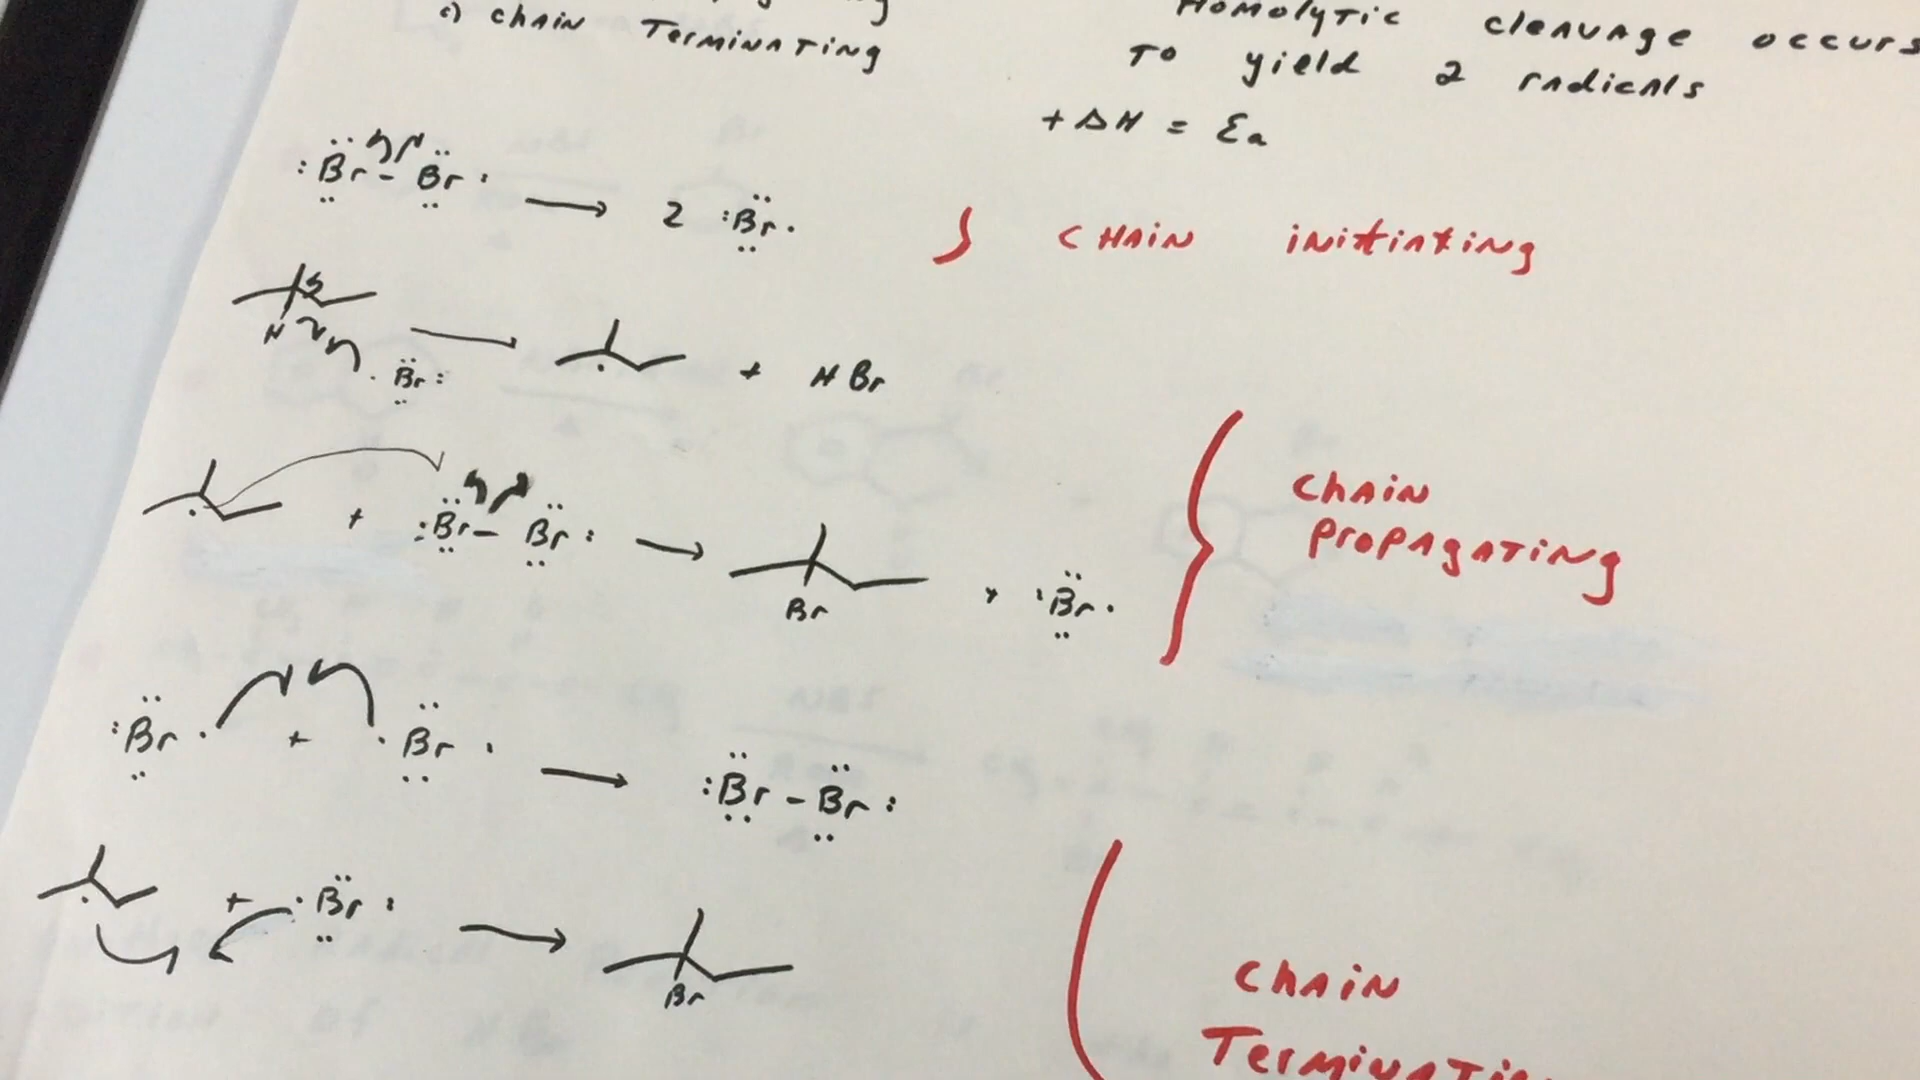 c) Chain Terminating
Homolytic cleavage occurs
To yield 2 radicals
+ΔH = Ea
:Br-Br: → 2 :Br·
Chain initiating
H ·Br: → + HBr
+ :Br-Br: → Br + :Br·
Chain
propagating
:Br· + ·Br: → :Br-Br:
+ ·Br: → Br
Chain